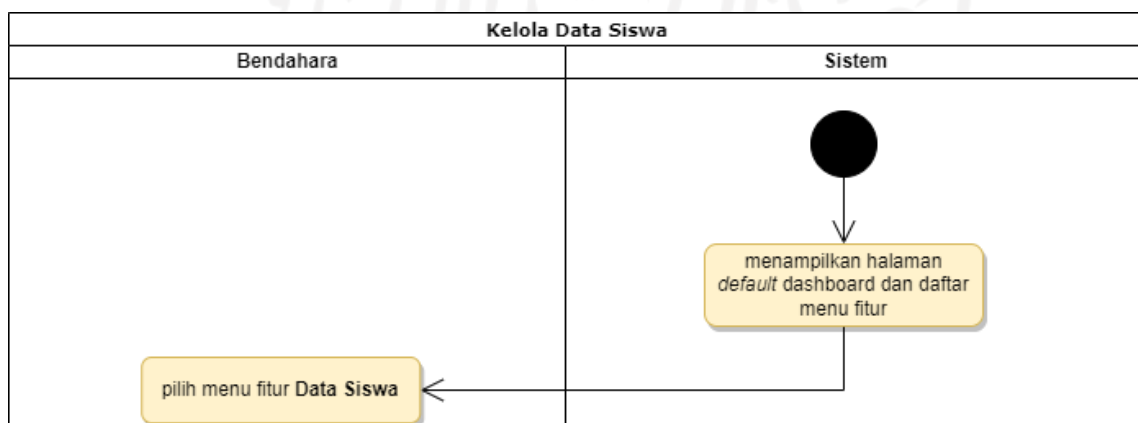 Kelola Data Siswa
Bendahara
Sistem
menampilkan halaman
default dashboard dan daftar
menu fitur
pilih menu fitur Data Siswa